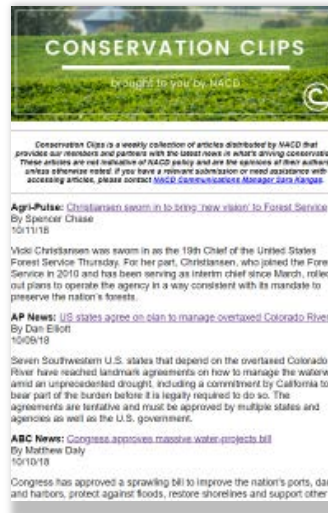 CONSERVATION CLIPS
brought to you by NACD
Conservation Clips is a weekly collection of articles distributed by NACD that
provides our members and partners with the latest news in what's driving conservation.
These articles are not indicative of NACD policy and are the opinions of their authors
unless otherwise noted. If you have a relevant submission or need assistance with
accessing articles, please contact NACD Communications Manager Sara Kangas.
Agri-Pulse: Christiansen sworn in to bring 'new vision' to Forest Service
By Spencer Chase
10/11/18
Vicki Christiansen was sworn in as the 19th Chief of the United States
Forest Service Thursday. For her part, Christiansen, who joined the Fore
Service in 2010 and has been serving as interim chief since March, rolled
out plans to operate the agency in a way consistent with its mandate to
preserve the nation's forests.
AP News: US states agree on plan to manage overtaxed Colorado River
By Dan Elliott
10/09/18
Seven Southwestern U.S. states that depend on the overtaxed Colorado
River have reached landmark agreements on how to manage the waterw
amid an unprecedented drought, including a commitment by California to
bear part of the burden before it is legally required to do so. The
agreements are tentative and must be approved by multiple states and
agencies as well as the U.S. government.
ABC News: Congress approves massive water-projects bill
By Matthew Daly
10/10/18
Congress has approved a sprawling bill to improve the nation's ports, da
and harbors, protect against floods, restore shorelines and support other